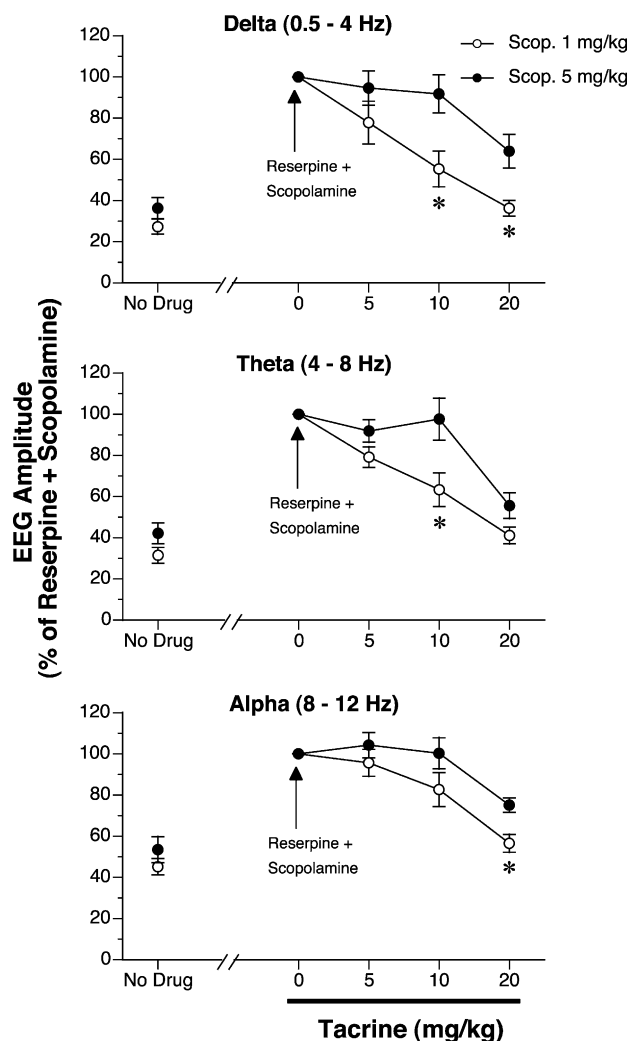 Delta (0.5 - 4 Hz)
Scop. 1 mg/kg
Scop. 5 mg/kg
120
100
80
60
40
20
0
Reserpine +
Scopolamine
*
*
No Drug
0
5
10
20
EEG Amplitude
(% of Reserpine + Scopolamine)
Theta (4 - 8 Hz)
120
100
80
60
40
20
0
Reserpine +
Scopolamine
*
No Drug
0
5
10
20
Alpha (8 - 12 Hz)
120
100
80
60
40
20
0
Reserpine +
Scopolamine
*
No Drug
0
5
10
20
Tacrine (mg/kg)